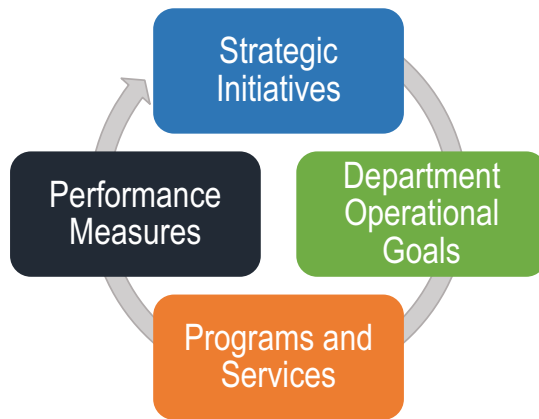 Strategic
Initiatives
Department
Operational
Goals
Programs and
Services
Performance
Measures